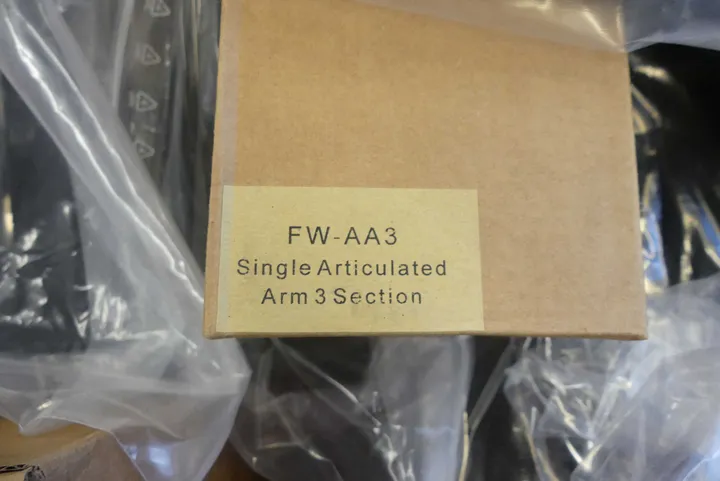 FW-AA3
Single Articulated
Arm 3 Section